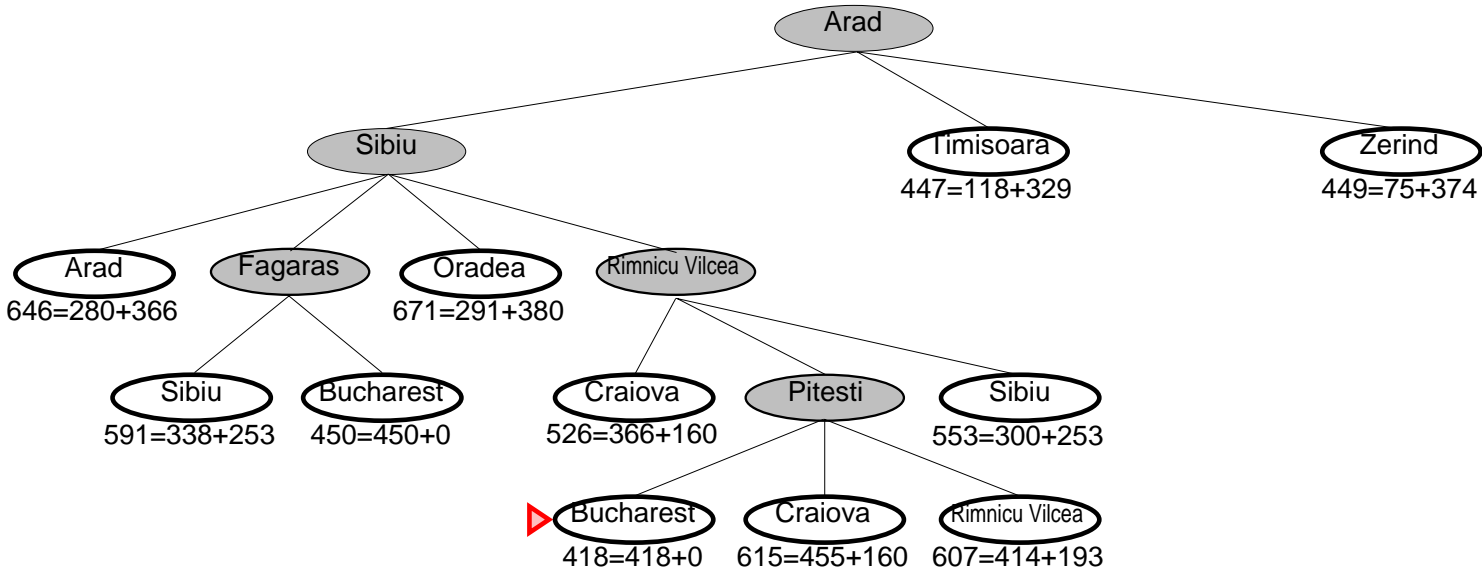 Arad
Sibiu
Timisoara
Zerind
447=118+329
449=75+374
Arad
Fagaras
Oradea
Rimnicu Vilcea
646=280+366
671=291+380
Sibiu
Bucharest
Craiova
Pitesti
Sibiu
591=338+253
450=450+0
526=366+160
553=300+253
Bucharest
Craiova
Rimnicu Vilcea
418=418+0
615=455+160
607=414+193